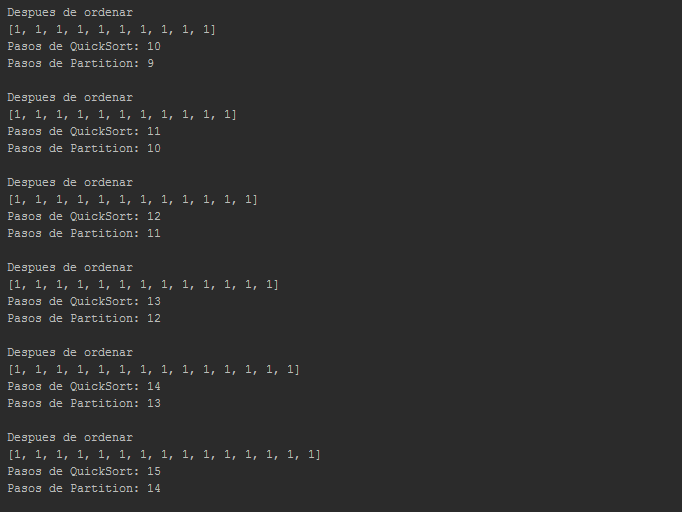 Despues de ordenar
[1, 1, 1, 1, 1, 1, 1, 1, 1, 1]
Pasos de QuickSort: 10
Pasos de Partition: 9
Despues de ordenar
[1, 1, 1, 1, 1, 1, 1, 1, 1, 1, 1]
Pasos de QuickSort: 11
Pasos de Partition: 10
Despues de ordenar
[1, 1, 1, 1, 1, 1, 1, 1, 1, 1, 1, 1]
Pasos de QuickSort: 12
Pasos de Partition: 11
Despues de ordenar
[1, 1, 1, 1, 1, 1, 1, 1, 1, 1, 1, 1, 1]
Pasos de QuickSort: 13
Pasos de Partition: 12
Despues de ordenar
[1, 1, 1, 1, 1, 1, 1, 1, 1, 1, 1, 1, 1, 1]
Pasos de QuickSort: 14
Pasos de Partition: 13
Despues de ordenar
[1, 1, 1, 1, 1, 1, 1, 1, 1, 1, 1, 1, 1, 1, 1]
Pasos de QuickSort: 15
Pasos de Partition: 14